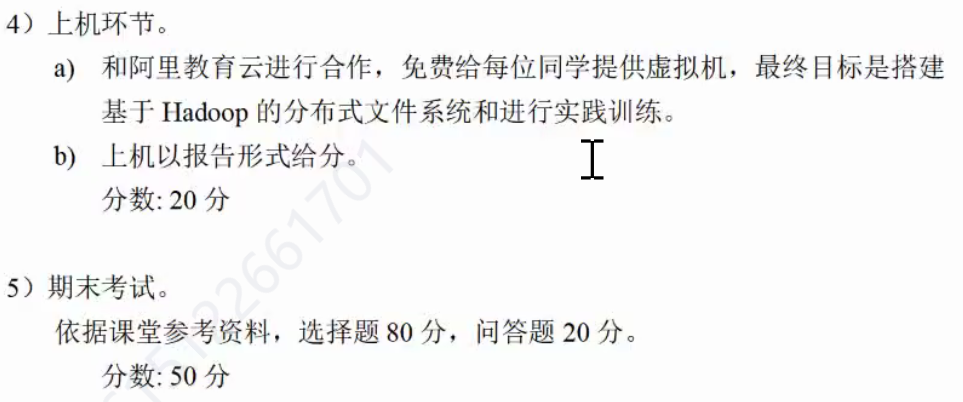 4）上机环节。
a) 和阿里教育云进行合作，免费给每位同学提供虚拟机，最终目标是搭建
基于 Hadoop 的分布式文件系统和进行实践训练。
b) 上机以报告形式给分。
分数: 20 分
5）期末考试。
依据课堂参考资料，选择题 80 分，问答题 20 分。
分数: 50 分